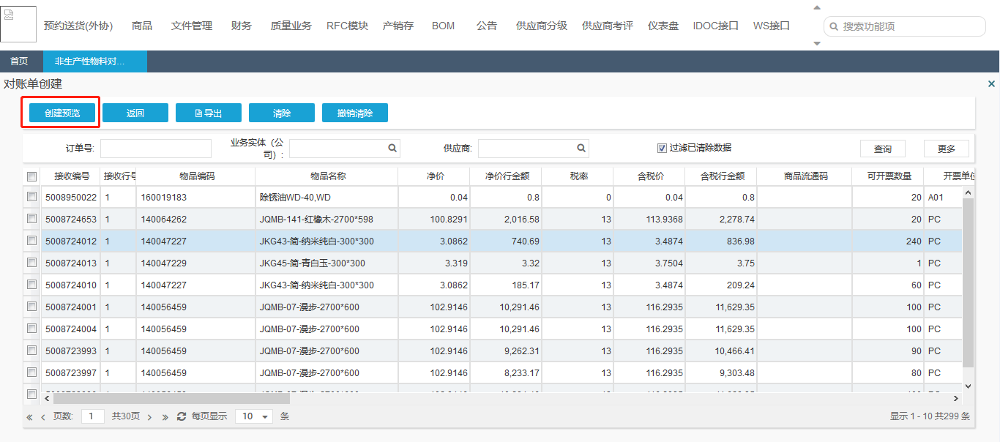 预约送货(外协) 商品 文件管理 财务 质量业务 RFC模块 产销存 BOM 公告 供应商分级 供应商考评 仪表盘 IDOC接口 WS接口 搜索功能项
首页 非生产性物料对...
对账单创建
创建预览 返回 导出 清除 撤销清除
订单号: 业务实体（公
司）: 供应商: 过滤已清除数据 查询 更多
接收编号 接收行号 物品编码 物品名称 净价 净价行金额 税率 含税价 含税行金额 商品流通码 可开票数量 开票单位
5008950022 1 160019183 除锈油WD-40,WD 0.04 0.8 0 0.04 0.8 20 A01
5008724653 1 140064262 JQMB-141-红橡木-2700*598 100.8291 2,016.58 13 113.9368 2,278.74 20 PC
5008724012 1 140047227 JKG43-简-纳米纯白-300*300 3.0862 740.69 13 3.4874 836.98 240 PC
5008724013 1 140047229 JKG45-简-青白玉-300*300 3.319 3.32 13 3.7504 3.75 1 PC
5008724010 1 140047227 JKG43-简-纳米纯白-300*300 3.0862 185.17 13 3.4874 209.24 60 PC
5008724001 1 140056459 JQMB-07-漫步-2700*600 102.9146 10,291.46 13 116.2935 11,629.35 100 PC
5008724004 1 140056459 JQMB-07-漫步-2700*600 102.9146 10,291.46 13 116.2935 11,629.35 100 PC
5008723993 1 140056459 JQMB-07-漫步-2700*600 102.9146 9,262.31 13 116.2935 10,466.41 90 PC
5008723997 1 140056459 JQMB-07-漫步-2700*600 102.9146 8,233.17 13 116.2935 9,303.48 80 PC
页数: 1 共30页 每页显示 10 条 显示 1 - 10 共299 条